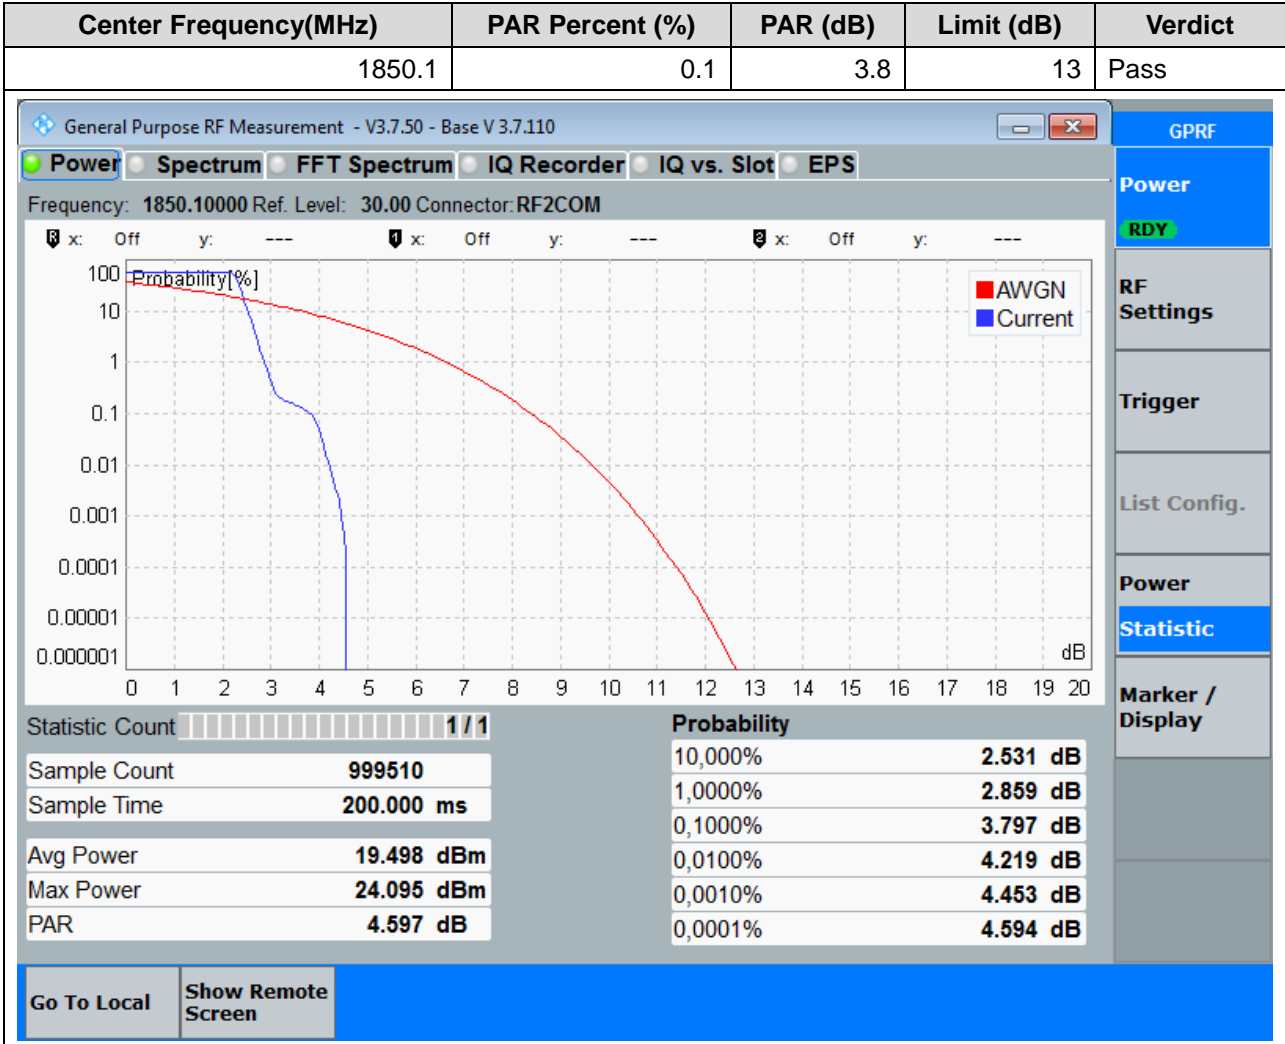 Center Frequency(MHz) PAR Percent (%) PAR (dB) Limit (dB) Verdict
1850.1 0.1 3.8 13 Pass
General Purpose RF Measurement - V3.7.50 - Base V 3.7.110
GPRF
Power Spectrum FFT Spectrum IQ Recorder IQ vs. Slot EPS
Frequency: 1850.10000 Ref. Level: 30.00 Connector: RF2COM
R x: Off y: --- 1 x: Off y: --- 2 x: Off y: ---
Probability[%]
100
10
1
0.1
0.01
0.001
0.0001
0.00001
0.000001
AWGN
Current
dB
0 1 2 3 4 5 6 7 8 9 10 11 12 13 14 15 16 17 18 19 20
Statistic Count 1 / 1
Sample Count 999510
Sample Time 200.000 ms
Avg Power 19.498 dBm
Max Power 24.095 dBm
PAR 4.597 dB
Probability
10,000% 2.531 dB
1,0000% 2.859 dB
0,1000% 3.797 dB
0,0100% 4.219 dB
0,0010% 4.453 dB
0,0001% 4.594 dB
Power
RDY
RF
Settings
Trigger
List Config.
Power
Statistic
Marker /
Display
Go To Local
Show Remote
Screen